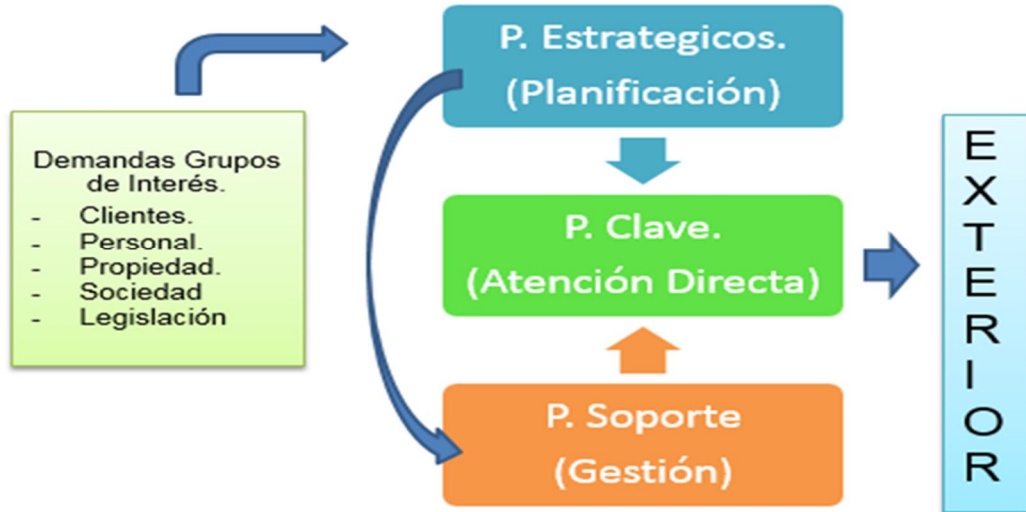 Demandas Grupos
de Interés.
- Clientes.
- Personal.
- Propiedad.
- Sociedad
- Legislación
P. Estrategicos.
(Planificación)
P. Clave.
(Atención Directa)
P. Soporte
(Gestión)
E
X
T
E
R
I
O
R